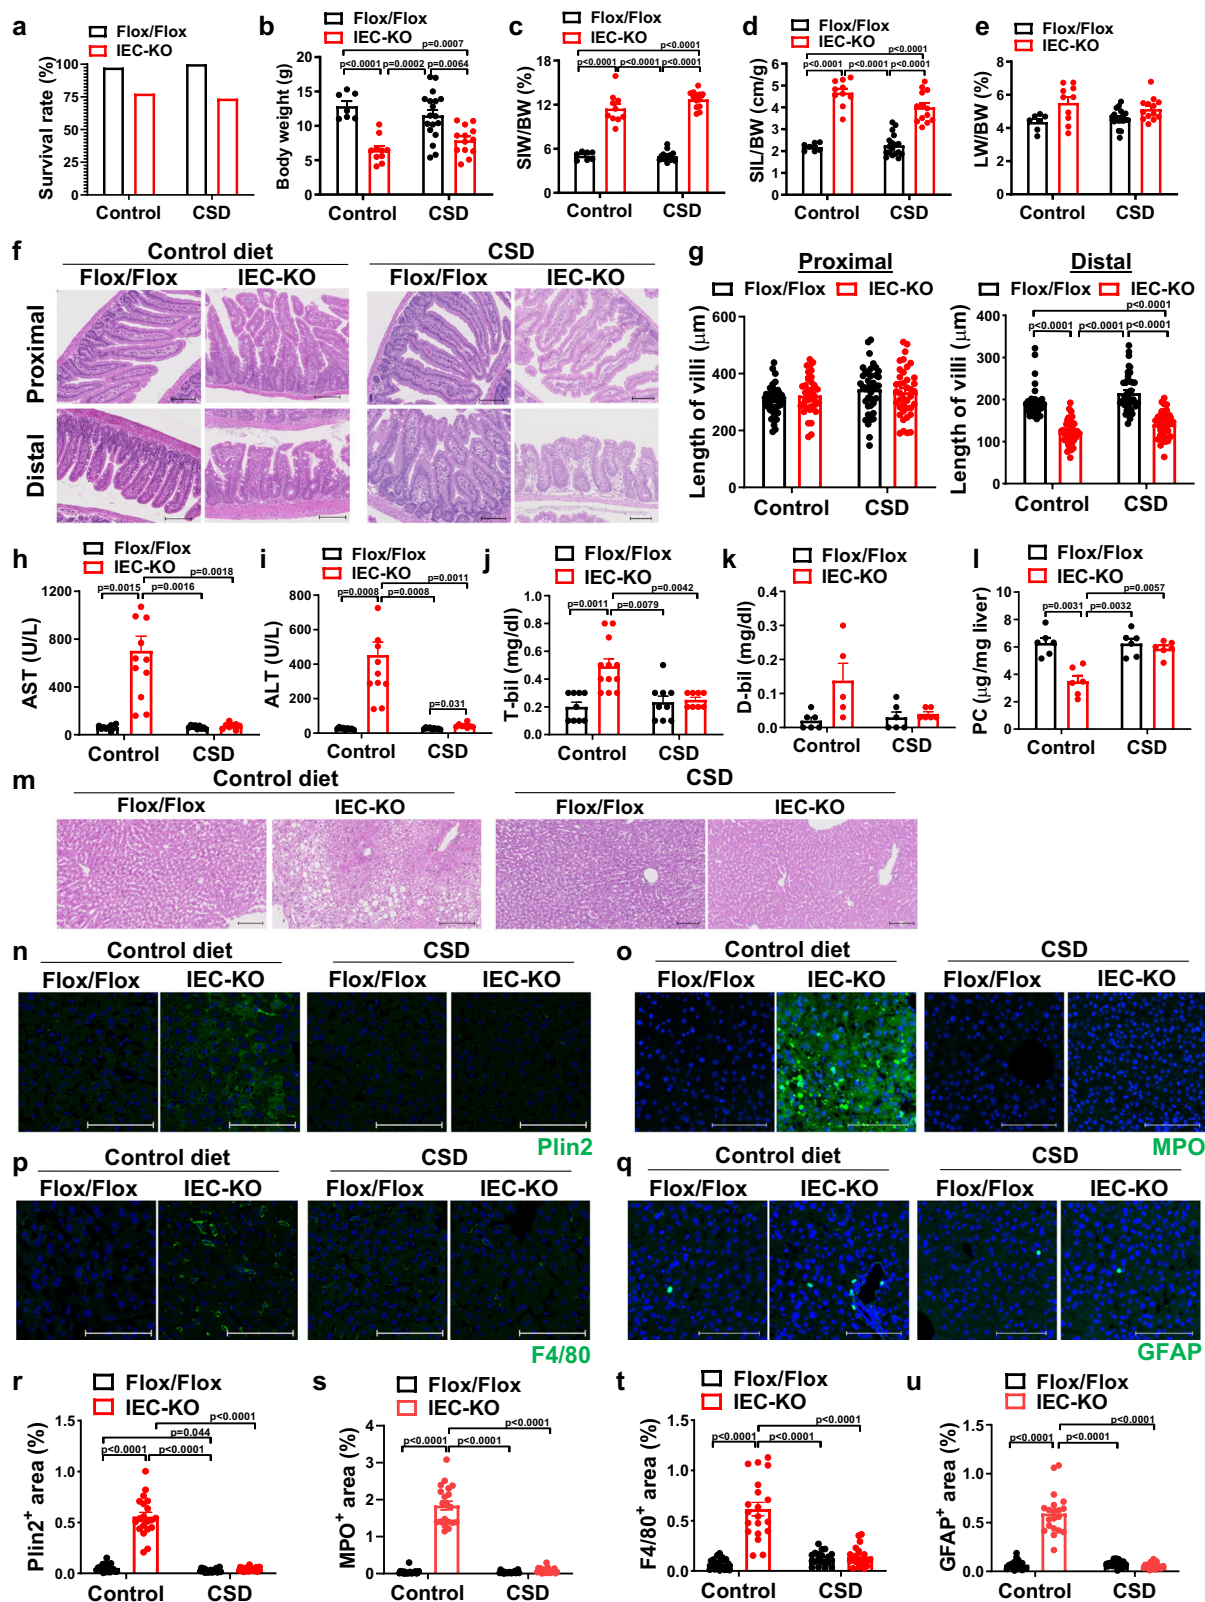 a
Flox/Flox
IEC-KO
Survival rate (%)
100
75
50
25
0
Control
CSD
b
Flox/Flox
IEC-KO
p=0.0007
p<0.0001
p=0.0002
p=0.0064
Body weight (g)
20
15
10
5
0
Control
CSD
c
Flox/Flox
IEC-KO
p<0.0001
p<0.0001
p<0.0001
p<0.0001
SIW/BW (%)
18
12
6
0
Control
CSD
d
Flox/Flox
IEC-KO
p<0.0001
p<0.0001
p<0.0001
p<0.0001
SIL/BW (cm/g)
6
4
2
0
Control
CSD
e
Flox/Flox
IEC-KO
LW/BW (%)
8
6
4
2
0
Control
CSD
f
Control diet
CSD
Flox/Flox
IEC-KO
Flox/Flox
IEC-KO
Proximal
Distal
g
Proximal
Flox/Flox
IEC-KO
Length of villi (μm)
600
400
200
0
Control
CSD
Distal
Flox/Flox
IEC-KO
p<0.0001
p<0.0001
p<0.0001
p<0.0001
Length of villi (μm)
400
300
200
100
0
Control
CSD
h
Flox/Flox
IEC-KO
p=0.0018
p=0.0015
p=0.0016
AST (U/L)
1200
800
400
0
Control
CSD
i
Flox/Flox
IEC-KO
p=0.0011
p=0.0008
p=0.0008
p=0.031
ALT (U/L)
800
600
400
200
0
Control
CSD
j
Flox/Flox
IEC-KO
p=0.0042
p=0.0011
p=0.0079
T-bil (mg/dl)
1.0
0.8
0.6
0.4
0.2
0.0
Control
CSD
k
Flox/Flox
IEC-KO
D-bil (mg/dl)
0.4
0.3
0.2
0.1
0.0
Control
CSD
l
Flox/Flox
IEC-KO
p=0.0057
p=0.0031
p=0.0032
PC (μg/mg liver)
10
8
6
4
2
0
Control
CSD
m
Control diet
CSD
Flox/Flox
IEC-KO
Flox/Flox
IEC-KO
n
Control diet
CSD
Flox/Flox
IEC-KO
Flox/Flox
IEC-KO
Plin2
o
Control diet
CSD
Flox/Flox
IEC-KO
Flox/Flox
IEC-KO
MPO
p
Control diet
CSD
Flox/Flox
IEC-KO
Flox/Flox
IEC-KO
F4/80
q
Control diet
CSD
Flox/Flox
IEC-KO
Flox/Flox
IEC-KO
GFAP
r
Flox/Flox
IEC-KO
p<0.0001
p=0.044
p<0.0001
p<0.0001
Plin2+ area (%)
1.5
1.0
0.5
0.0
Control
CSD
s
Flox/Flox
IEC-KO
p<0.0001
p<0.0001
p<0.0001
MPO+ area (%)
4
3
2
1
0
Control
CSD
t
Flox/Flox
IEC-KO
p<0.0001
p<0.0001
p<0.0001
F4/80+ area (%)
1.5
1.0
0.5
0.0
Control
CSD
u
Flox/Flox
IEC-KO
p<0.0001
p<0.0001
p<0.0001
GFAP+ area (%)
1.5
1.0
0.5
0.0
Control
CSD